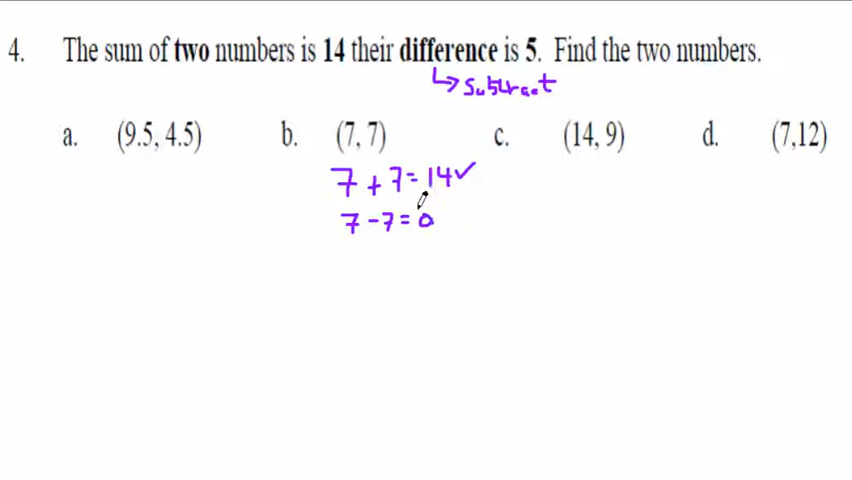 4. The sum of two numbers is 14 their difference is 5. Find the two numbers.
↳ subtract
a. (9.5, 4.5) b. (7, 7) c. (14, 9) d. (7,12)
7 + 7 = 14 ✓
7 - 7 = 0